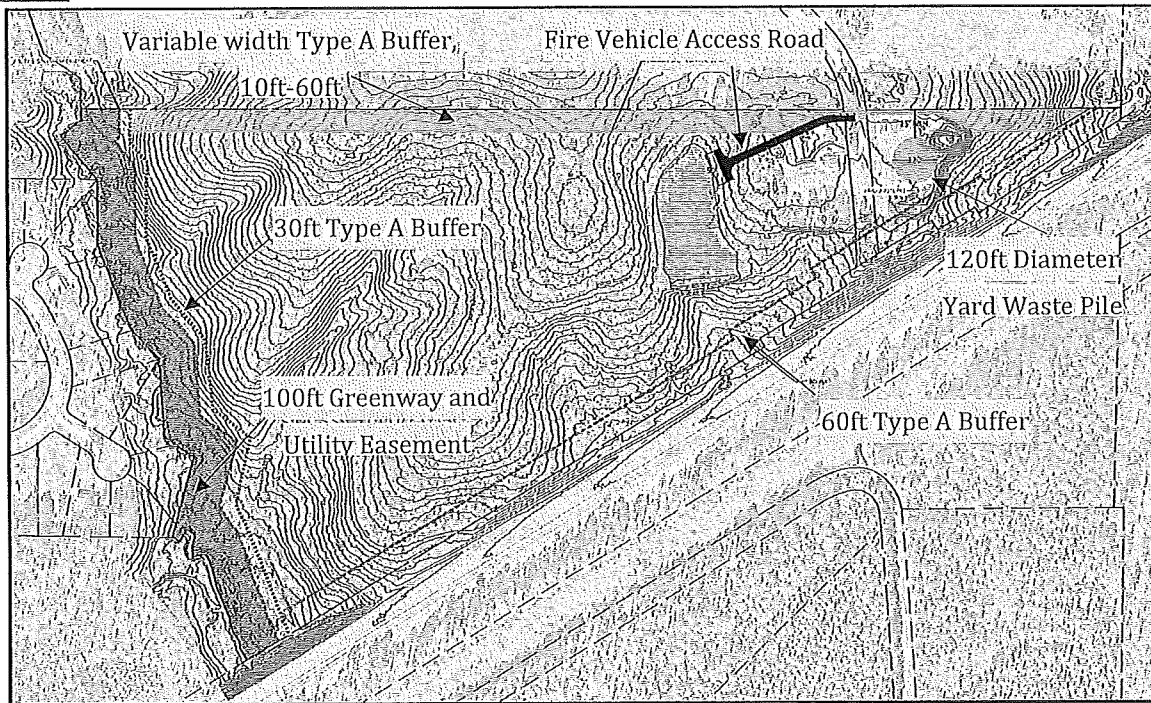 Variable width Type A Buffer,
10ft-60ft
Fire Vehicle Access Road
30ft Type A Buffer
120ft Diameter
Yard Waste Pile
100ft Greenway and
Utility Easement
60ft Type A Buffer